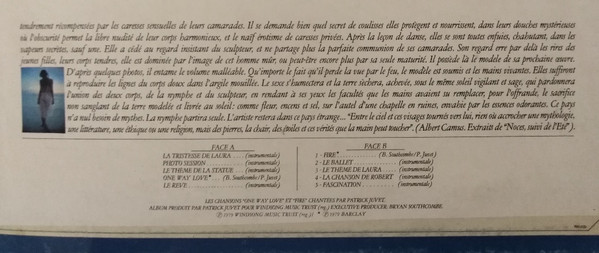 tendrement récompensées par les caresses sensuelles de leurs camarades. Il se demande bien quel secret de coulisses elles protègent et nourrissent, dans leurs douches mystérieuses
où l'obscurité permet la libre nudité de leur corps harmonieux, et le naïf érotisme de caresses privées. Après la leçon de danse, elles se sont toutes enfuies, chahutant, dans les
vapeurs secrètes, sauf une. Elle a cédé au regard insistant du sculpteur, et ne partage plus la parfaite communion de ses camarades. Son regard erre par delà les rires des
jeunes filles, leurs corps tendres, elle est dominée par l'image de cet homme mûr, ou peut-être encore plus par sa seule maturité. Il possède là le modèle de sa prochaine œuvre.
D'après quelques photos, il entame le volume malléable. Qu'importe le fait qu'il perde la vue par le feu, le modèle est soumis et les mains vivantes. Elles suffiront
à reproduire les lignes du corps doux dans l'argile mouillée. Le sexe s'humectera et la terre sèchera, achevée, sous le même soleil vigilant et sage, qui pardonnera
l'union des deux corps, de la nymphe et du sculpteur, en rendant à ses yeux les facultés que les mains avaient su remplacer, pour l'offrande, le sacrifice
non sanglant de la terre modelée et livrée au soleil: comme fleur, encens et sel, sur l'autel d'une chapelle en ruines, envahie par les essences odorantes. Ce pays
n'a nul besoin de mythes. La nymphe partira seule. L'artiste restera dans ce pays étrange... "Entre le ciel et ces visages tournés vers lui, rien où accrocher une mythologie,
une littérature, une éthique ou une religion, mais des pierres, la chair, des étoiles et ces vérités que la main peut toucher". (Albert Camus. Extraits de "Noces, suivi de l'Eté").
FACE A
LA TRISTESSE DE LAURA ... (instrumentale)
PHOTO SESSION (instrumentale)
LE THEME DE LA STATUE ... (instrumentale)
ONE WAY LOVE* ... (B. Southcombe/P. Juvet)
LE REVE (instrumentale)
FACE B
1 - FIRE* (B. Southcombe/P. Juvet)
2 - LE BALLET (instrumentale)
3 - LE THEME DE LAURA (instrumentale)
4 - LA CHANSON DE ROBERT (instrumentale)
5 - FASCINATION (instrumentale)
LES CHANSONS "ONE WAY LOVE" ET "FIRE" CHANTÉES PAR PATRICK JUVET.
ALBUM PRODUIT PAR PATRICK JUVET POUR WINDSONG MUSIC TRUST (reg.) EXECUTIVE PRODUCER: BRYAN SOUTHCOMBE.
℗ 1979 WINDSONG MUSIC TRUST (reg.) * ℗ 1979 BARCLAY